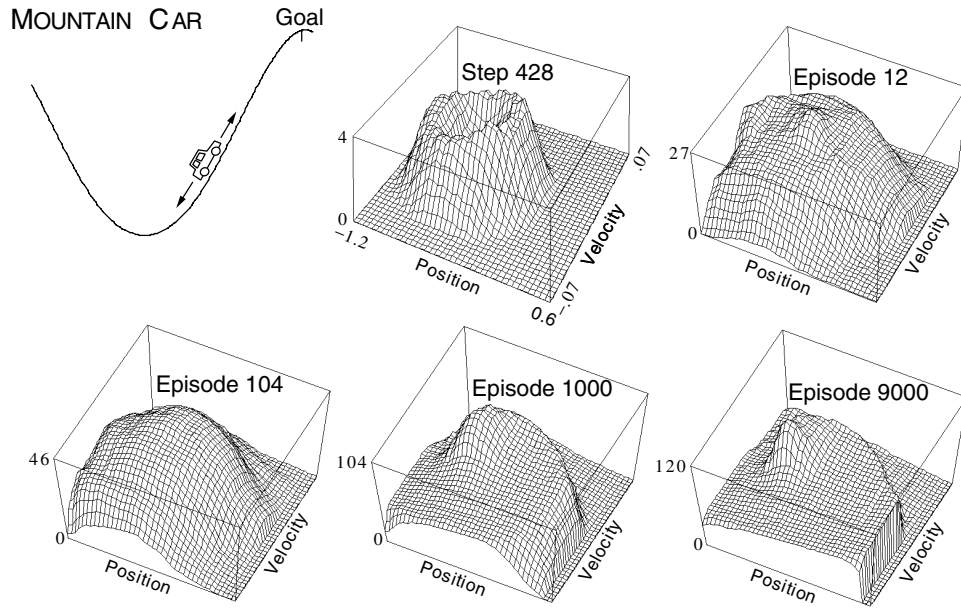 MOUNTAIN CAR
Goal
Step 428
4
0
−1.2
Position
0.6
−.07
Velocity
.07
Episode 12
27
0
Position
Velocity
Episode 104
46
0
Position
Velocity
Episode 1000
104
0
Position
Velocity
Episode 9000
120
0
Position
Velocity